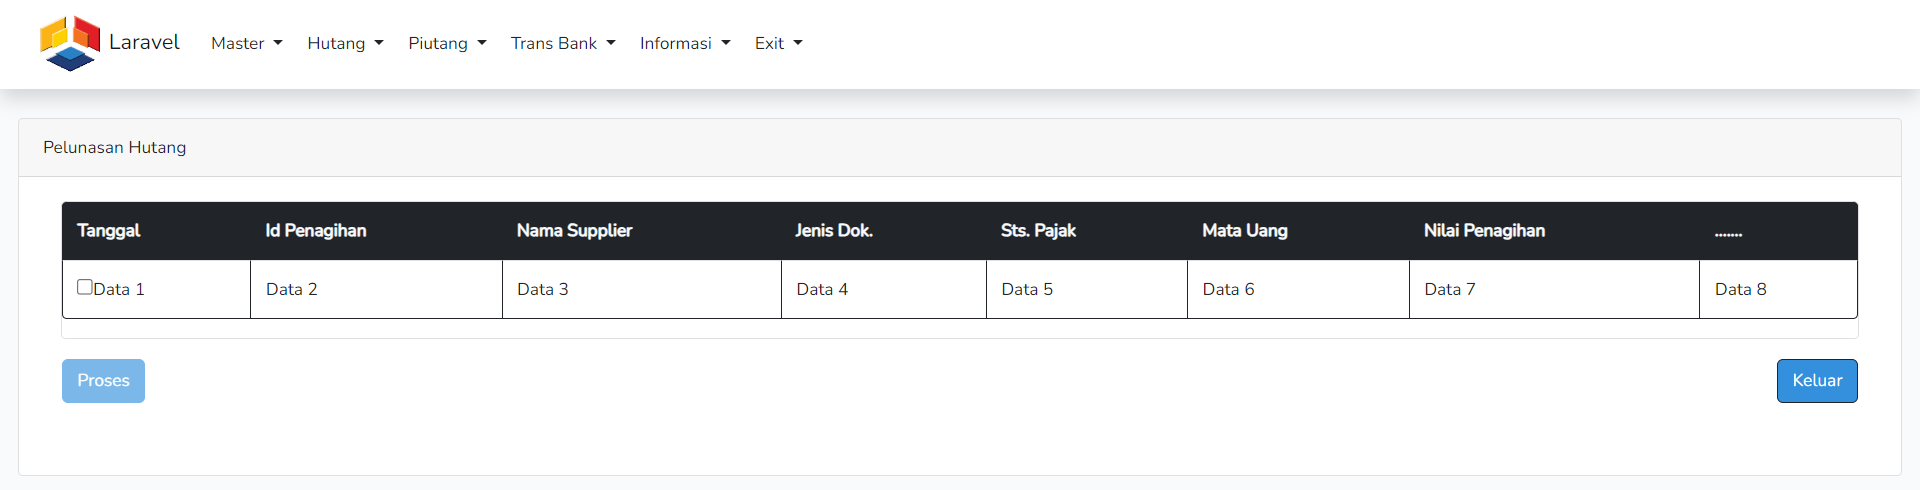 Laravel Master Hutang Piutang Trans Bank Informasi Exit
Pelunasan Hutang
Tanggal Id Penagihan Nama Supplier Jenis Dok. Sts. Pajak Mata Uang Nilai Penagihan .......
Data 1 Data 2 Data 3 Data 4 Data 5 Data 6 Data 7 Data 8
Proses Keluar